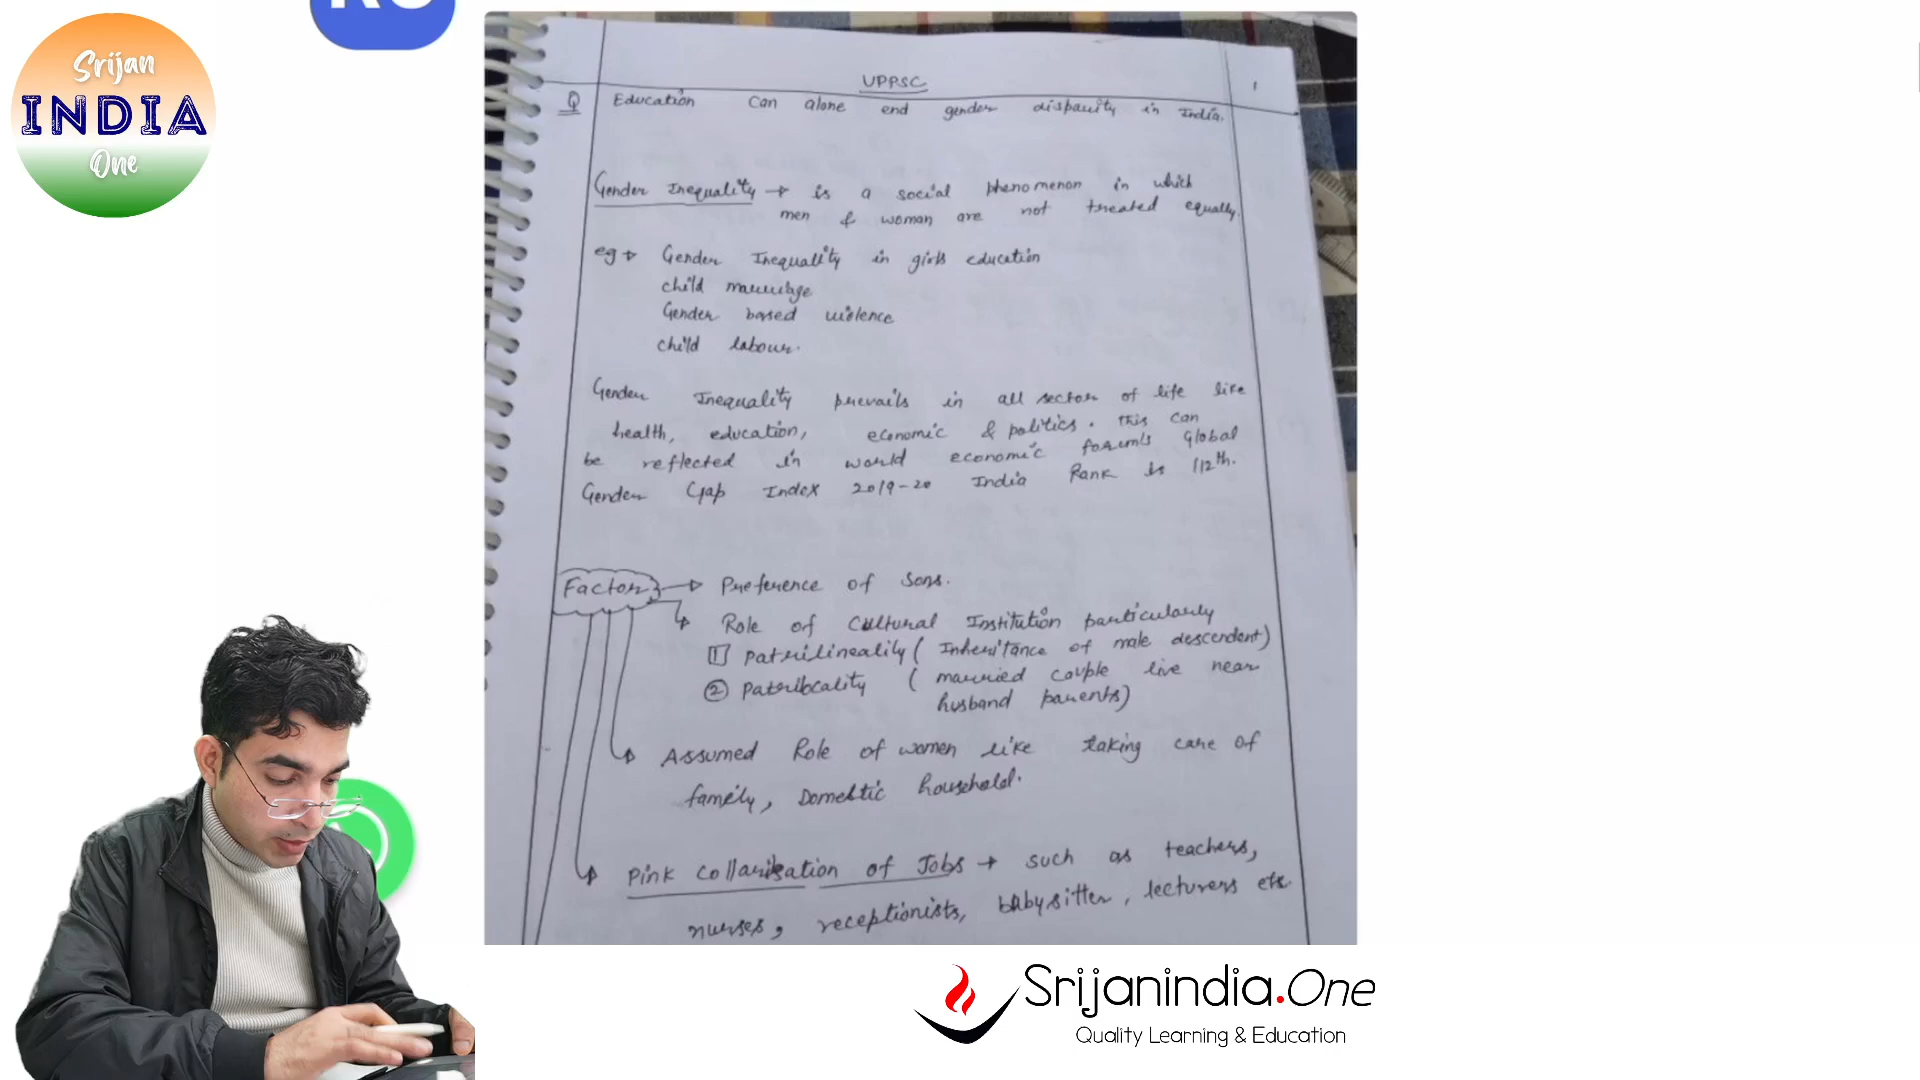 Srijan
INDIA
One
UPPSC
1
Q Education Can alone end gender disparity in India.
Gender Inequality → is a social phenomenon in which
men & woman are not treated equally.
eg → Gender Inequality in girls education
child marriage
Gender based violence
child labour.
Gender Inequality prevails in all sector of life like
health, education, economic & politics. This can
be reflected in world economic forum's Global
Gender Gap Index 2019-20 India Rank is 112th.
Factor → Preference of Sons.
Role of Cultural Institution particularly
1 Patrilineality ( Inheritance of male descendent)
② Patrilocality ( married couple live near
husband parents)
Assumed Role of women like taking care of
family, Domestic household.
Pink Collarisation of Jobs → such as teachers,
nurses, receptionists, babysitter, lecturers etc
Srijanindia.One
Quality Learning & Education